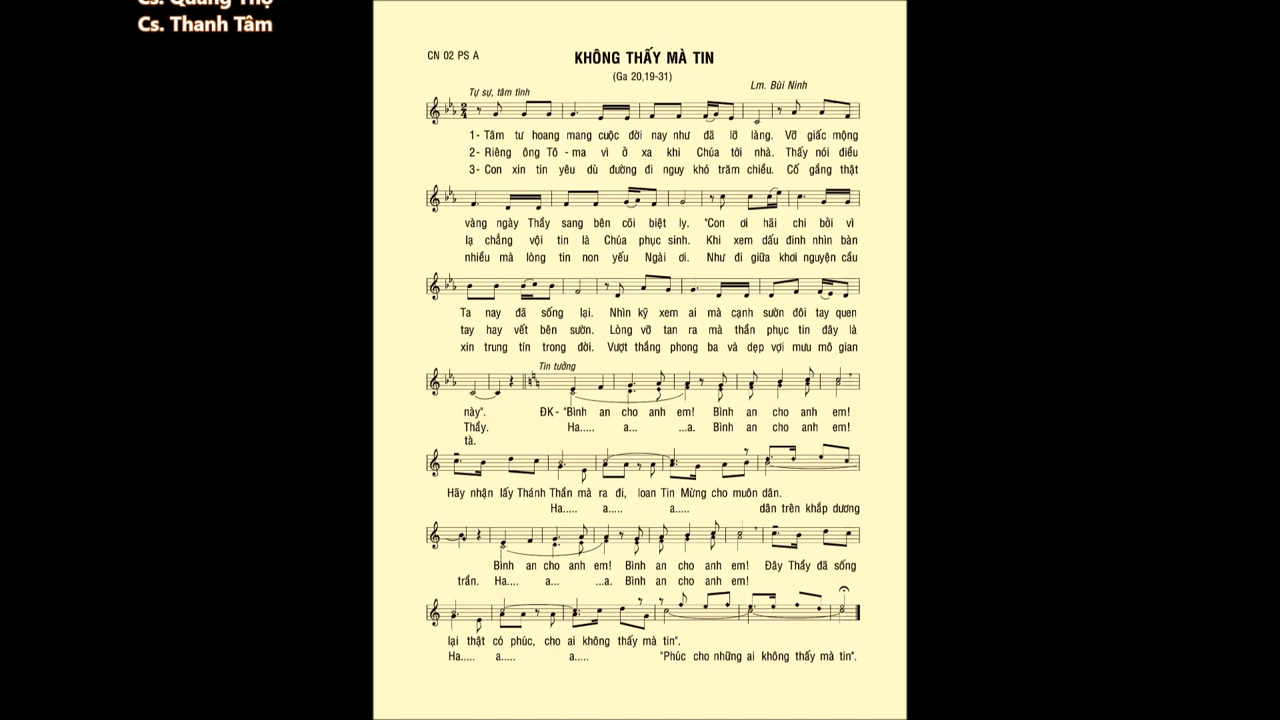 Cs. Quang Thọ
Cs. Thanh Tâm
CN 02 PS A
KHÔNG THẤY MÀ TIN
(Ga 20,19-31)
Lm. Bùi Ninh
Tự sự, tâm tình
1- Tâm tư hoang mang cuộc đời nay như đã lỡ làng. Vỡ giấc mộng
2- Riêng ông Tô - ma vì ở xa khi Chúa tới nhà. Thấy nói điều
3- Con xin tin yêu dù đường đi nguy khó trăm chiều. Cố gắng thật
vàng ngày Thầy sang bên cõi biệt ly. "Con ơi hãi chi bởi vì
lạ chẳng vội tin là Chúa phục sinh. Khi xem dấu đinh nhìn bàn
nhiều mà lòng tin non yếu Ngài ơi. Như đi giữa khơi nguyện cầu
Ta nay đã sống lại. Nhìn kỹ xem ai mà cạnh sườn đôi tay quen
tay hay vết bên sườn. Lòng vỡ tan ra mà thần phục tin đây là
xin trung tín trong đời. Vượt thắng phong ba và dẹp vợi mưu mô gian
Tin tưởng
này". ĐK- "Bình an cho anh em! Bình an cho anh em!
Thầy. Ha..... a... ...a. Bình an cho anh em!
tà.
Hãy nhận lấy Thánh Thần mà ra đi, loan Tin Mừng cho muôn dân.
Ha..... a..... a..... dân trên khắp dương
Bình an cho anh em! Bình an cho anh em! Đây Thầy đã sống
trần. Ha.... a... ...a. Bình an cho anh em!
lại thật có phúc, cho ai không thấy mà tin".
Ha..... a..... a..... "Phúc cho những ai không thấy mà tin".